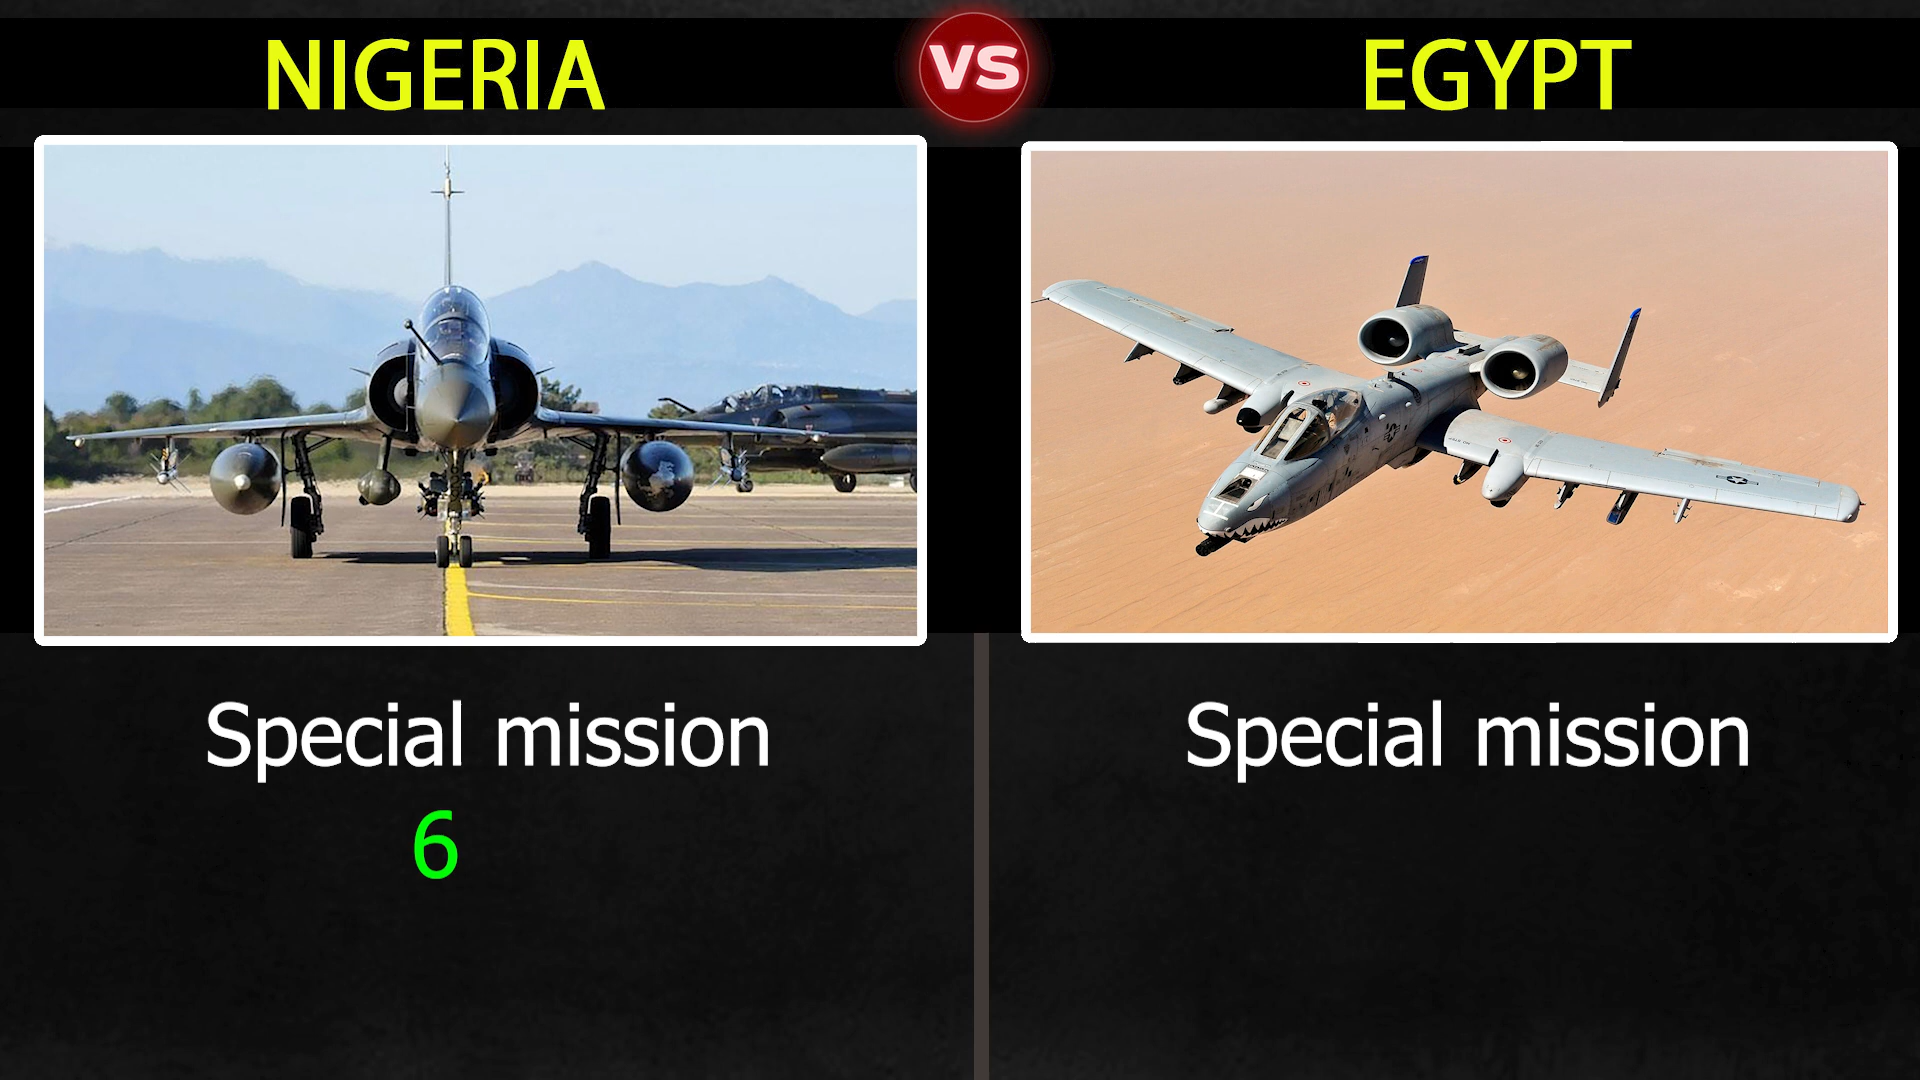 NIGERIA
VS
EGYPT
Special mission
6
Special mission